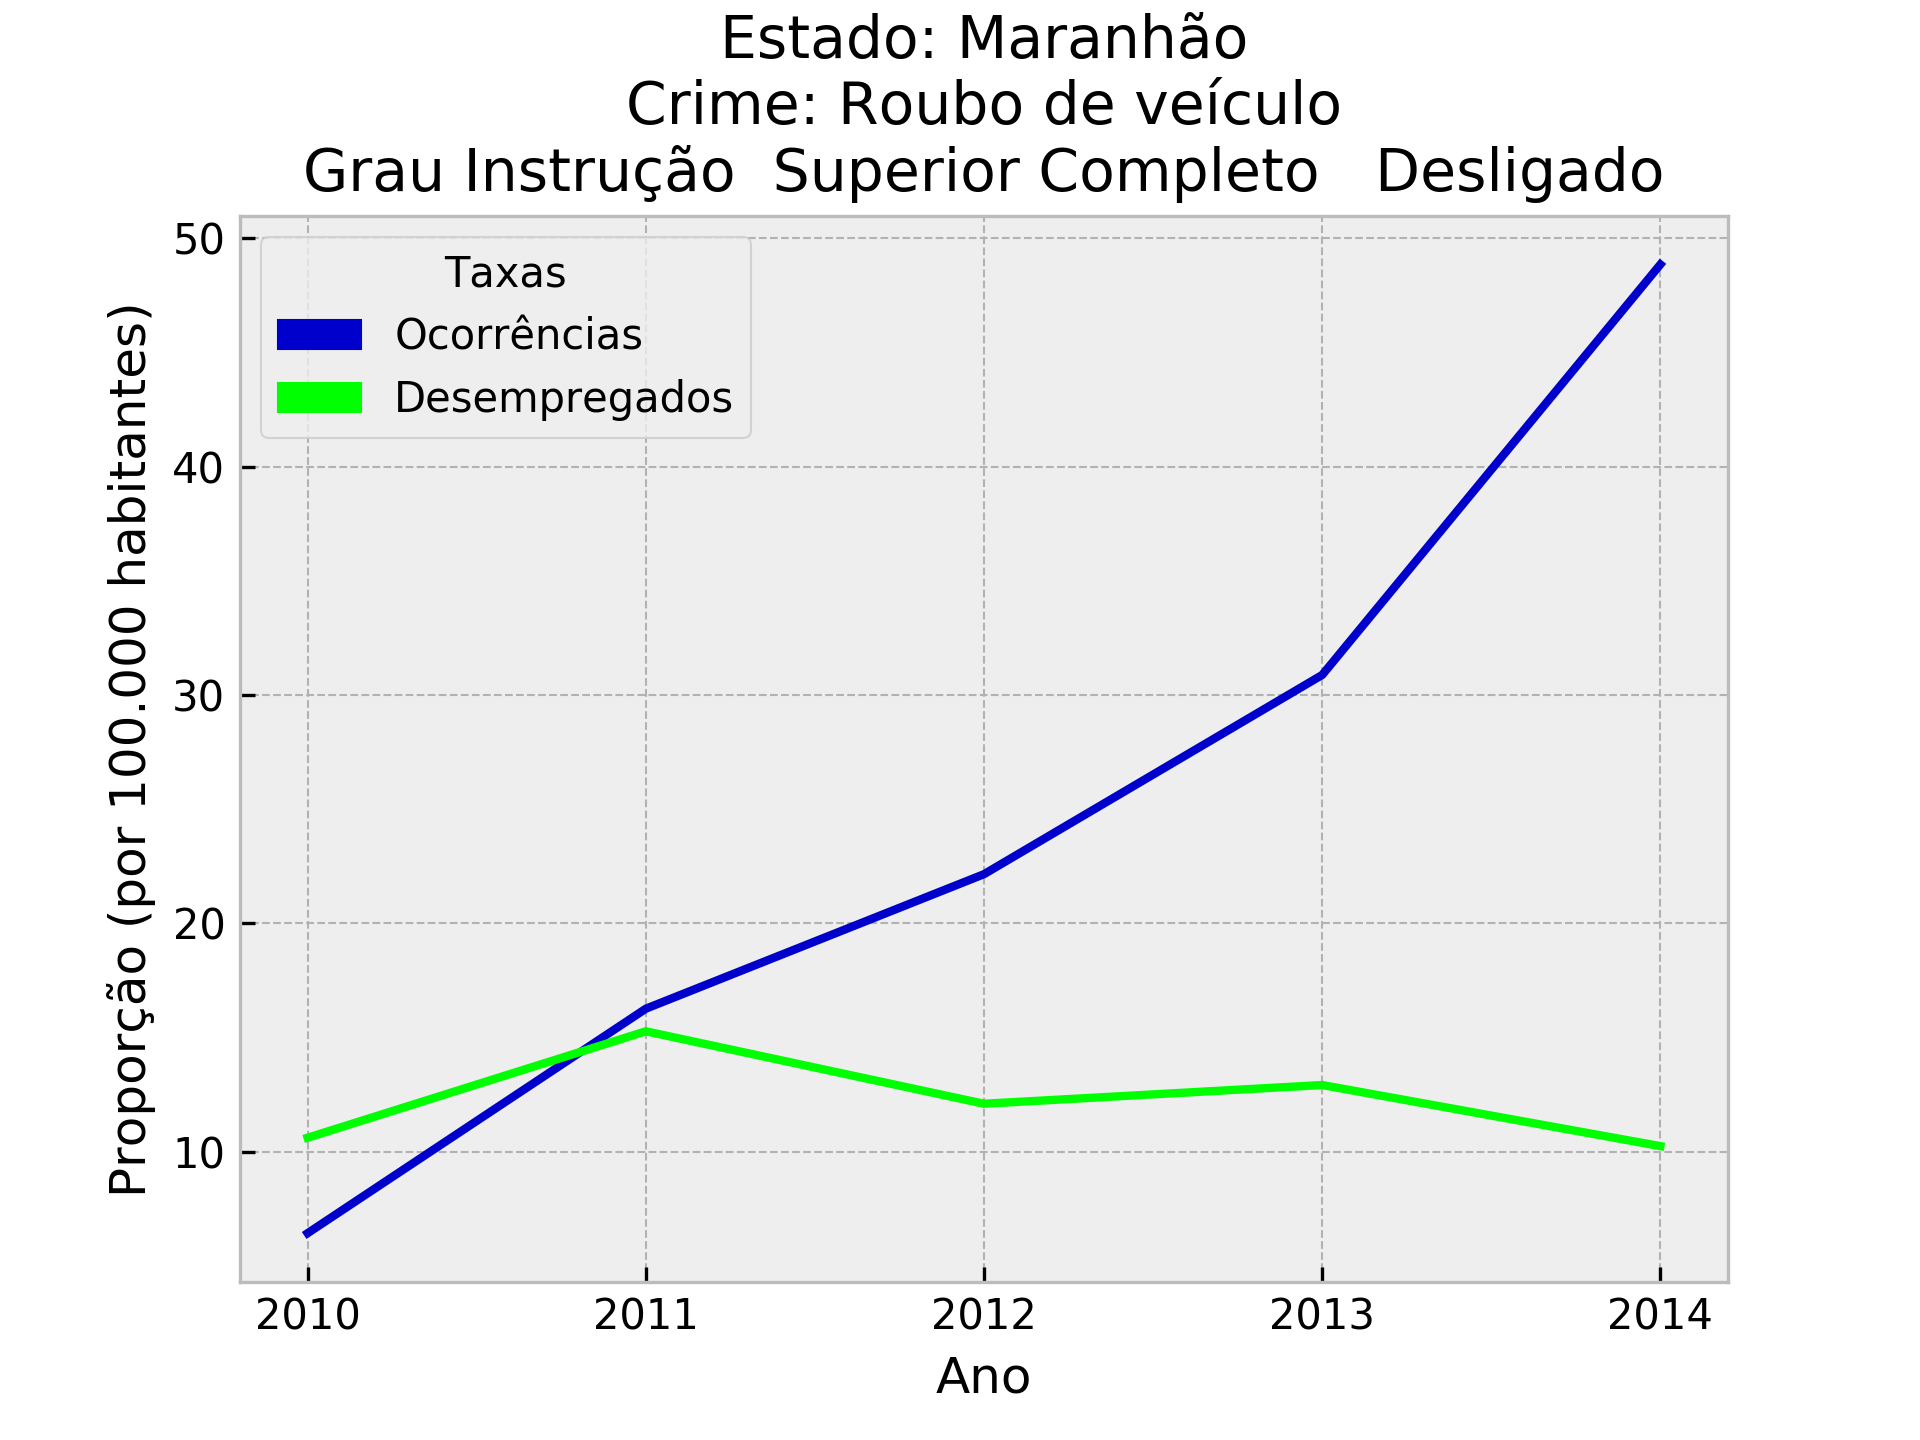 Estado: Maranhão
Crime: Roubo de veículo
Grau Instrução  Superior Completo   Desligado
Proporção (por 100.000 habitantes)
50
40
30
20
10
Taxas
Ocorrências
Desempregados
2010
2011
2012
2013
2014
Ano